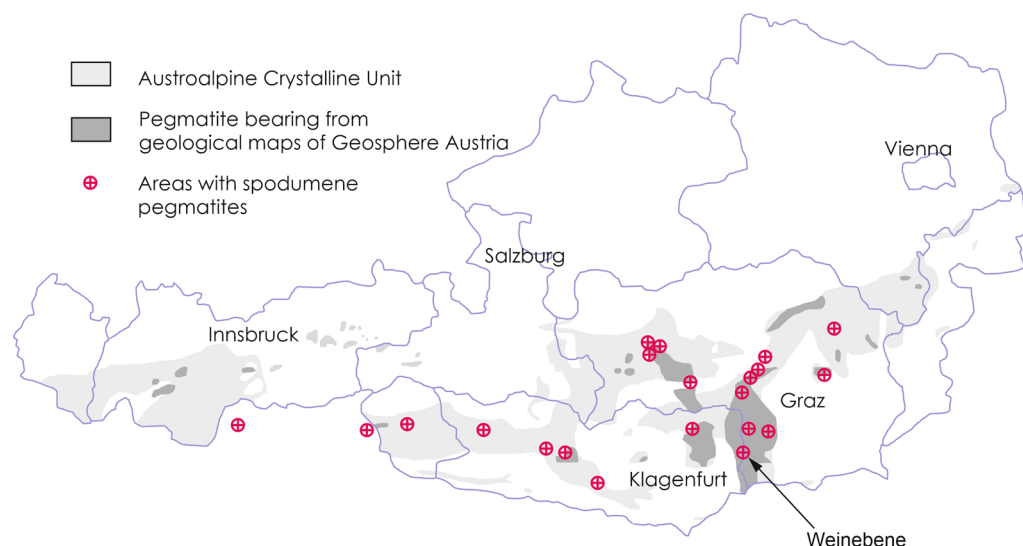 Austroalpine Crystalline Unit
Pegmatite bearing from
geological maps of Geosphere Austria
Areas with spodumene
pegmatites
Vienna
Salzburg
Innsbruck
Graz
Klagenfurt
Weinebene